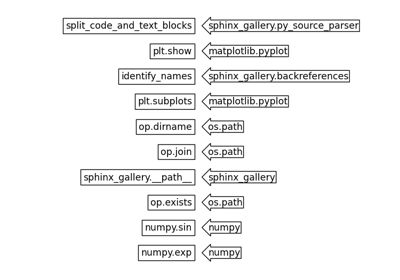 split_code_and_text_blocks sphinx_gallery.py_source_parser
plt.show matplotlib.pyplot
identify_names sphinx_gallery.backreferences
plt.subplots matplotlib.pyplot
op.dirname os.path
op.join os.path
sphinx_gallery.__path__ sphinx_gallery
op.exists os.path
numpy.sin numpy
numpy.exp numpy